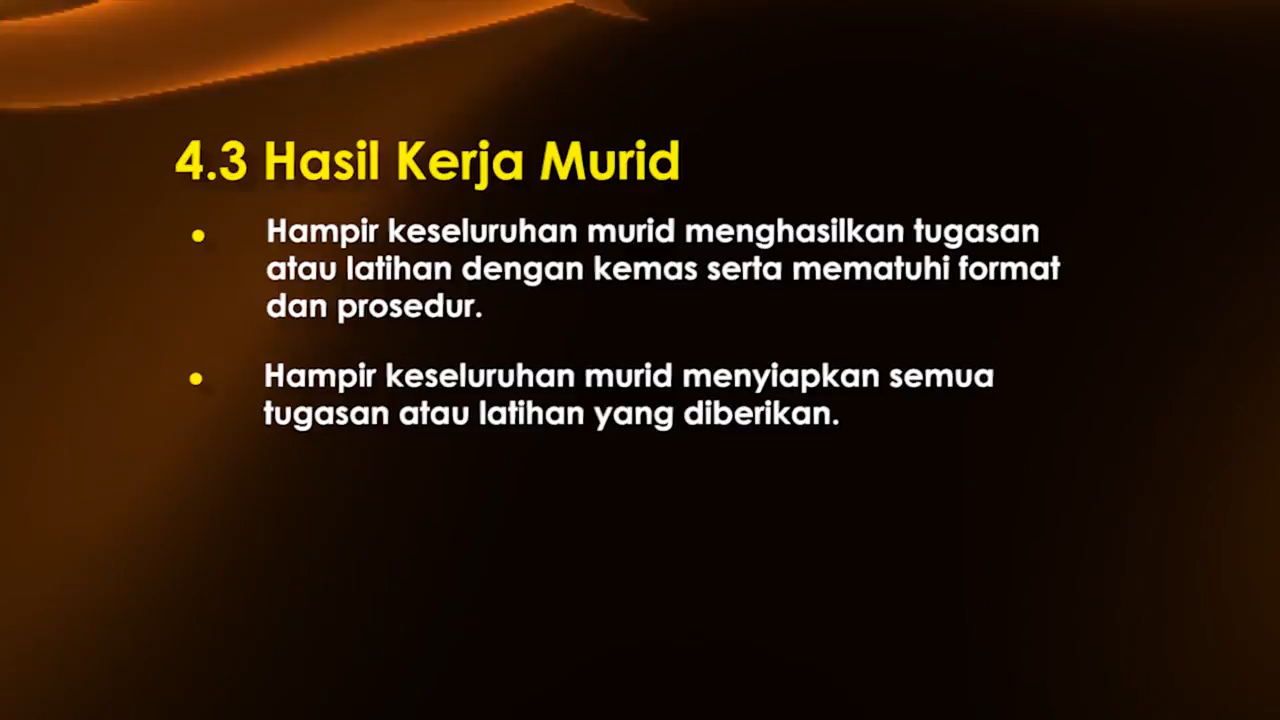 4.3 Hasil Kerja Murid
• Hampir keseluruhan murid menghasilkan tugasan
atau latihan dengan kemas serta mematuhi format
dan prosedur.
• Hampir keseluruhan murid menyiapkan semua
tugasan atau latihan yang diberikan.